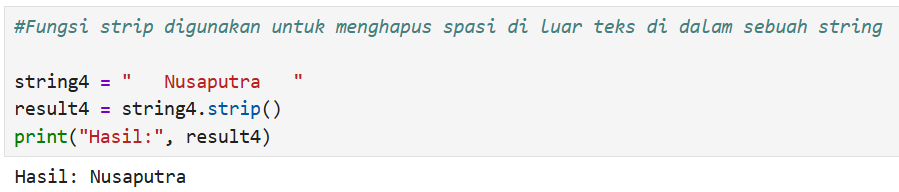 #Fungsi strip digunakan untuk menghapus spasi di luar teks di dalam sebuah string
string4 = "   Nusaputra   "
result4 = string4.strip()
print("Hasil:", result4)
Hasil: Nusaputra